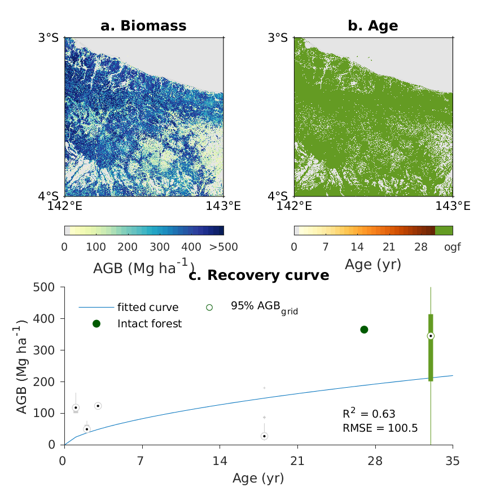 a. Biomass
b. Age
3°S
3°S
4°S
4°S
142°E
143°E
142°E
143°E
0 100 200 300 400 >500
0 7 14 21 28 ogf
AGB (Mg ha-1)
Age (yr)
c. Recovery curve
500
400
300
200
100
0
AGB (Mg ha-1)
fitted curve
95% AGBgrid
Intact forest
R2 = 0.63
RMSE = 100.5
0 7 14 21 28 35
Age (yr)